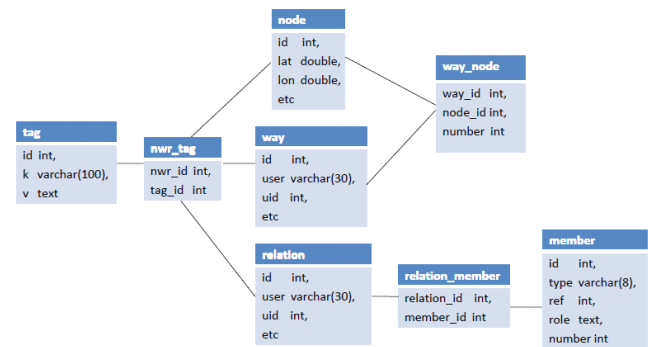 node
id int,
lat double,
lon double,
etc
way_node
way_id int,
node_id int,
number int
tag
id int,
k varchar(100),
v text
nwr_tag
nwr_id int,
tag_id int
way
id int,
user varchar(30),
uid int,
etc
relation
id int,
user varchar(30),
uid int,
etc
relation_member
relation_id int,
member_id int
member
id int,
type varchar(8),
ref int,
role text,
number int